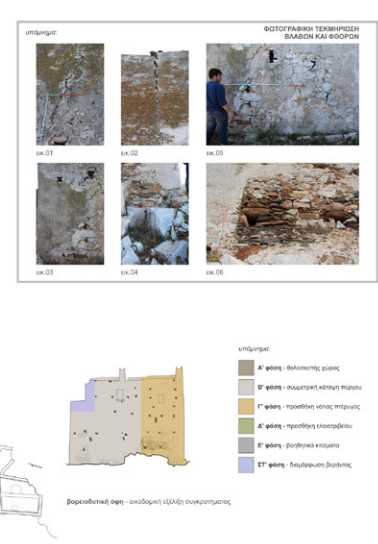 υπόμνημα:
ΦΩΤΟΓΡΑΦΙΚΗ ΤΕΚΜΗΡΙΩΣΗ
ΒΛΑΒΩΝ ΚΑΙ ΦΘΟΡΩΝ
εικ.01
εικ.02
εικ.05
εικ.03
εικ.04
εικ.06
υπόμνημα:
Α' φάση - θολοσκεπής χώρος
Β' φάση - συμμετρική κάτοψη πύργου
Γ' φάση - προσθήκη νότιας πτέρυγας
Δ' φάση - προσθήκη ελαιοτριβείου
Ε' φάση - βοηθητικά κτίσματα
ΣΤ' φάση - διαμόρφωση βεράντας
βορειοδυτική όψη - οικοδομική εξέλιξη συγκροτήματος